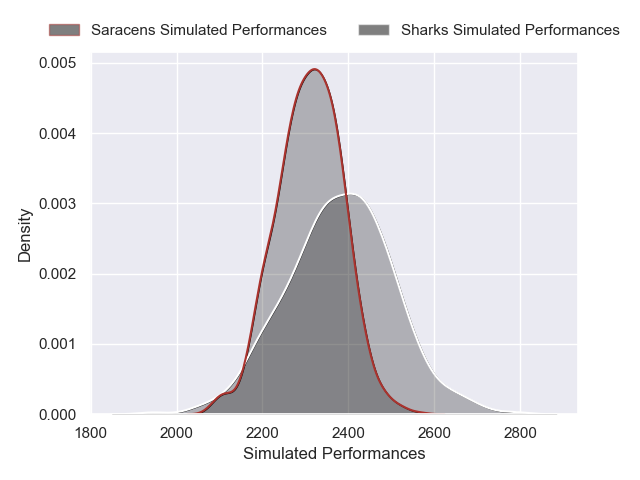 Saracens Simulated Performances Sharks Simulated Performances
0.005
0.004
0.003
0.002
0.001
0.000
Density
1800 2000 2200 2400 2600 2800
Simulated Performances